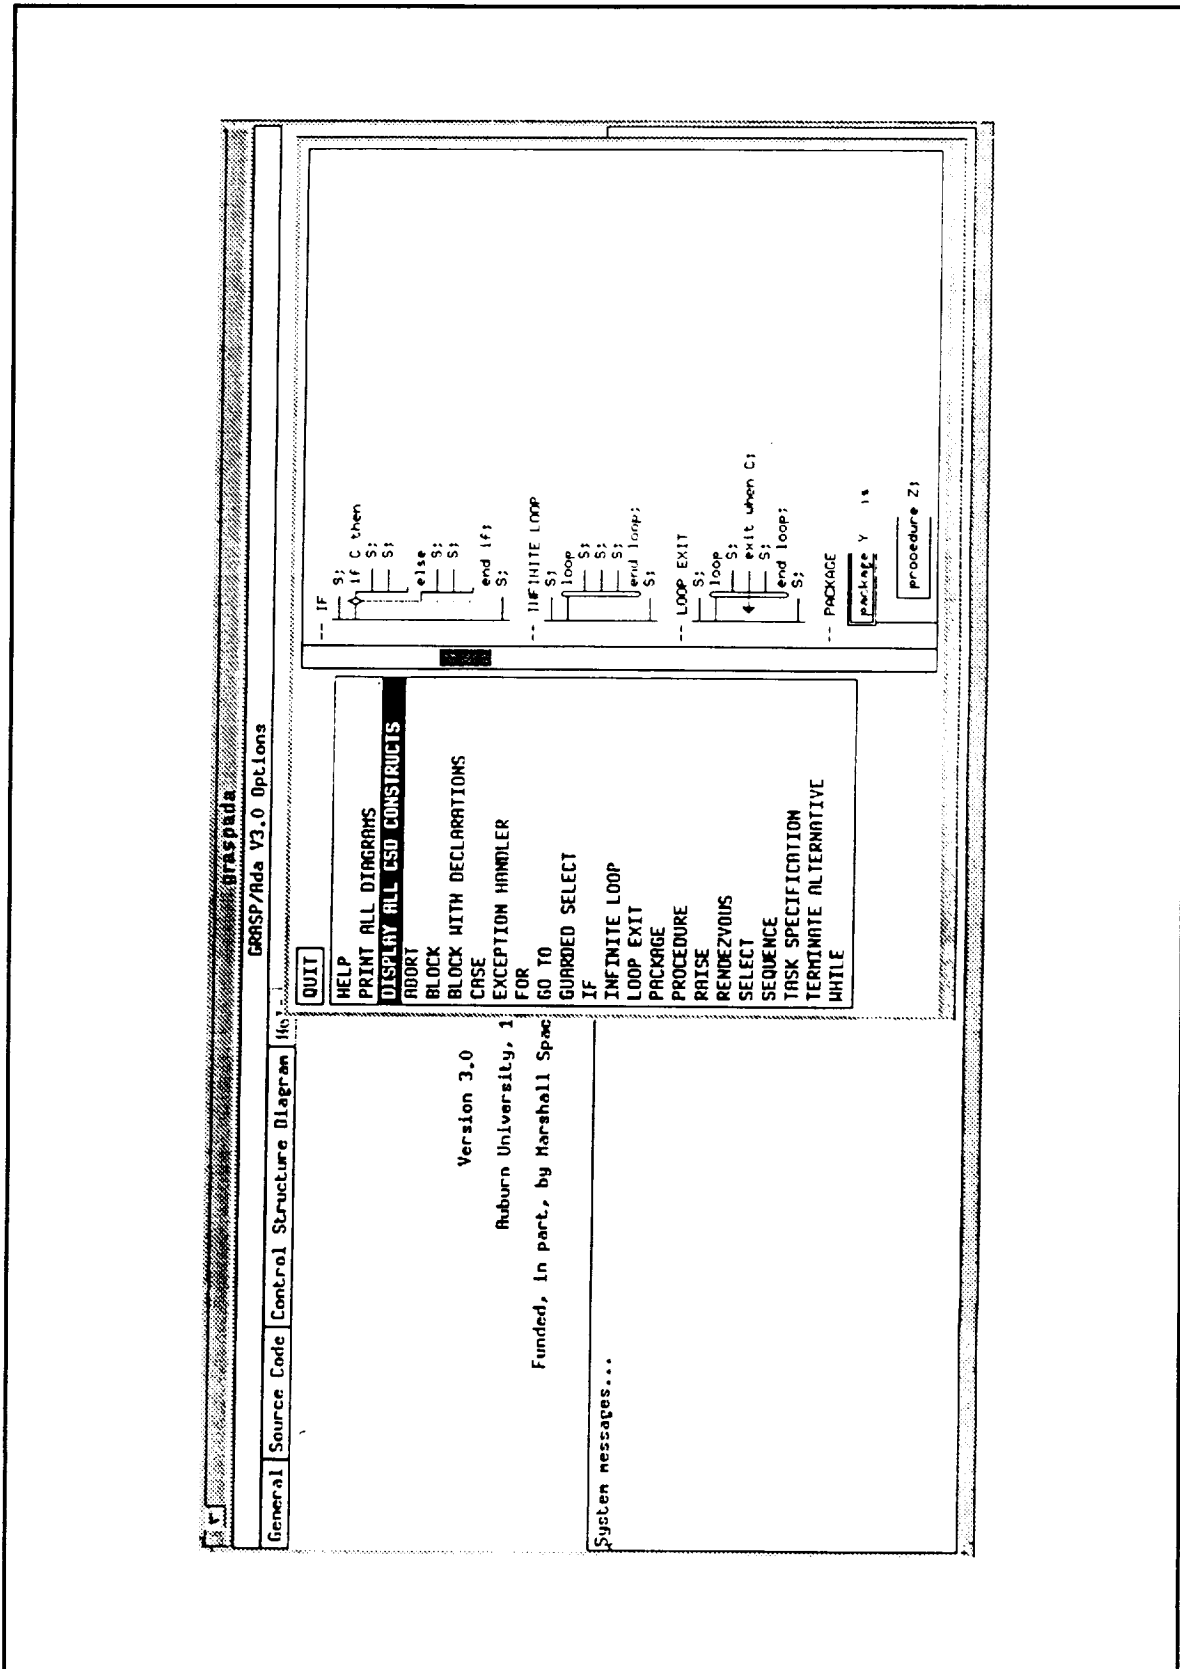 graspada
GRASP/Ada V3.0 Options
General
Source Code
Control Structure Diagram
Version 3.0
Auburn University, 1
Funded, in part, by Marshall Spac
System messages...
QUIT
HELP
PRINT ALL DIAGRAMS
DISPLAY ALL CSD CONSTRUCTS
ABORT
BLOCK
BLOCK WITH DECLARATIONS
CASE
EXCEPTION HANDLER
FOR
GO TO
GUARDED SELECT
IF
INFINITE LOOP
LOOP EXIT
PACKAGE
PROCEDURE
RAISE
RENDEZVOUS
SELECT
SEQUENCE
TASK SPECIFICATION
TERMINATE ALTERNATIVE
WHILE
-- IF
S;
if C then
S;
S;
else
S;
S;
end if;
S;
-- INFINITE LOOP
S;
loop
S;
S;
S;
end loop;
S;
-- LOOP EXIT
S;
loop
S;
exit when C;
S;
end loop;
S;
-- PACKAGE
package Y is
procedure Z;